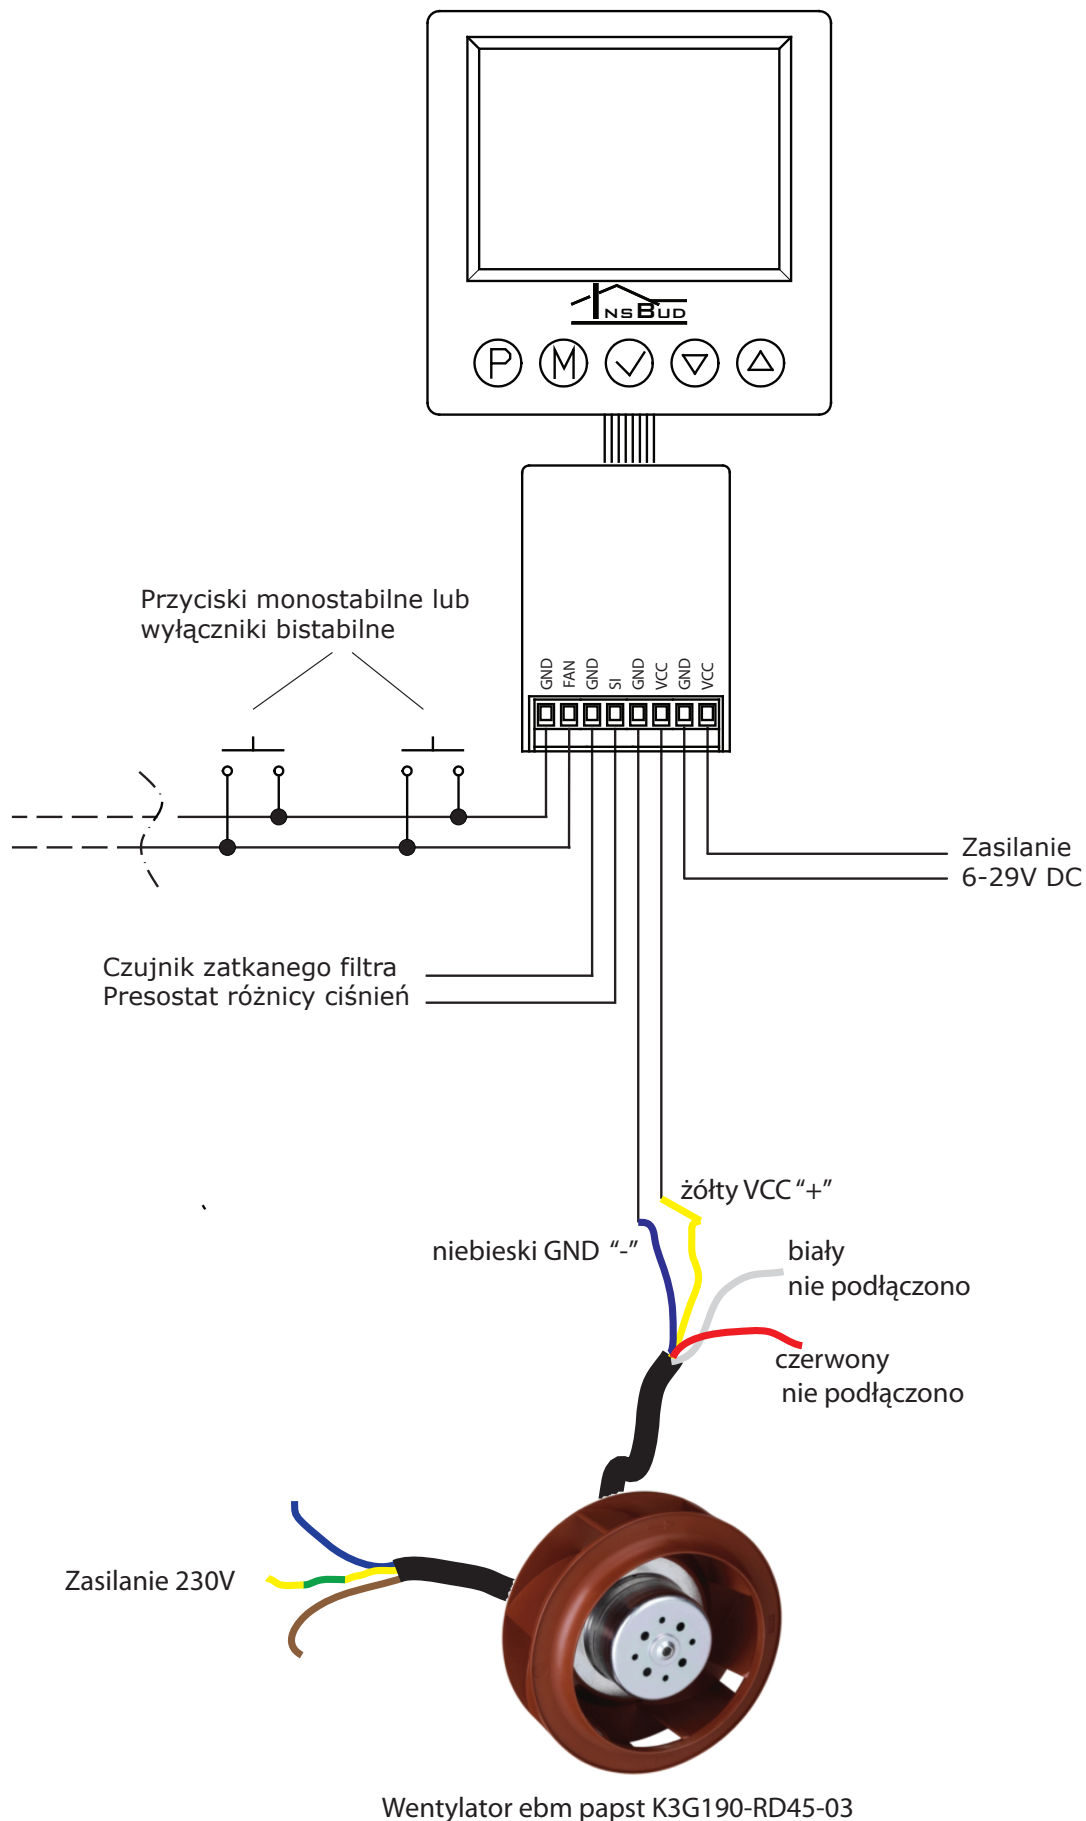 INSBUD
P M
Przyciski monostabilne lub
wyłączniki bistabilne
GND FAN GND SI GND VCC GND VCC
Zasilanie
6-29V DC
Czujnik zatkanego filtra
Presostat różnicy ciśnień
żółty VCC “+”
niebieski GND “-”
biały
nie podłączono
czerwony
nie podłączono
Zasilanie 230V
Wentylator ebm papst K3G190-RD45-03